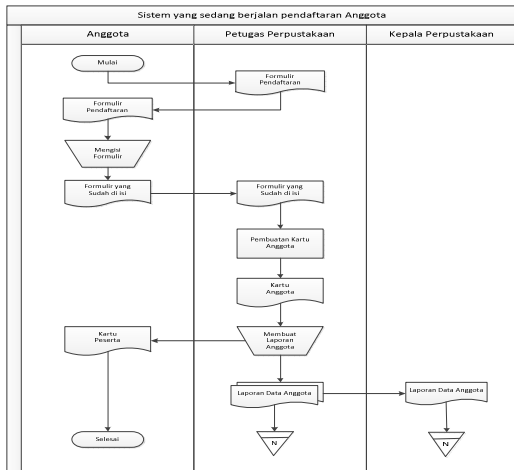 Sistem yang sedang berjalan pendaftaran Anggota
Anggota
Petugas Perpustakaan
Kepala Perpustakaan
Mulai
Formulir
Pendaftaran
Formulir
Pendaftaran
Mengisi
Formulir
Formulir yang
Sudah di isi
Formulir yang
Sudah di isi
Pembuatan Kartu
Anggota
Kartu
Anggota
Kartu
Peserta
Membuat
Laporan
Anggota
Laporan Data Anggota
Laporan Data Anggota
Selesai
N
N